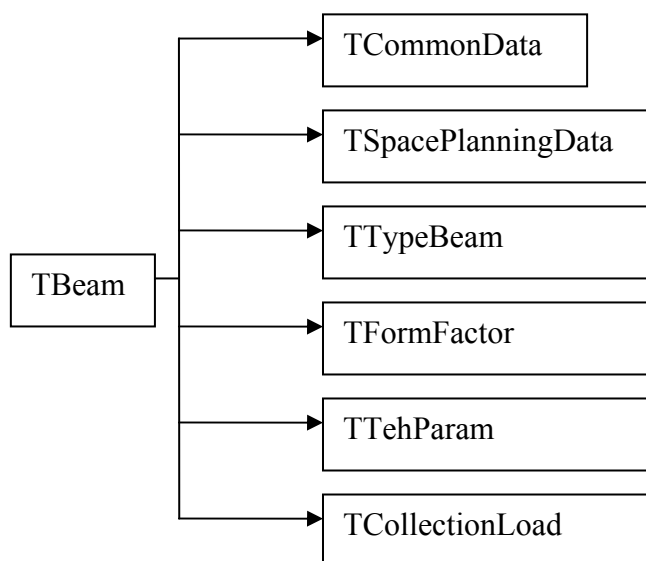 TCommonData
TSpacePlanningData
TTypeBeam
TBeam
TFormFactor
TTehParam
TCollectionLoad